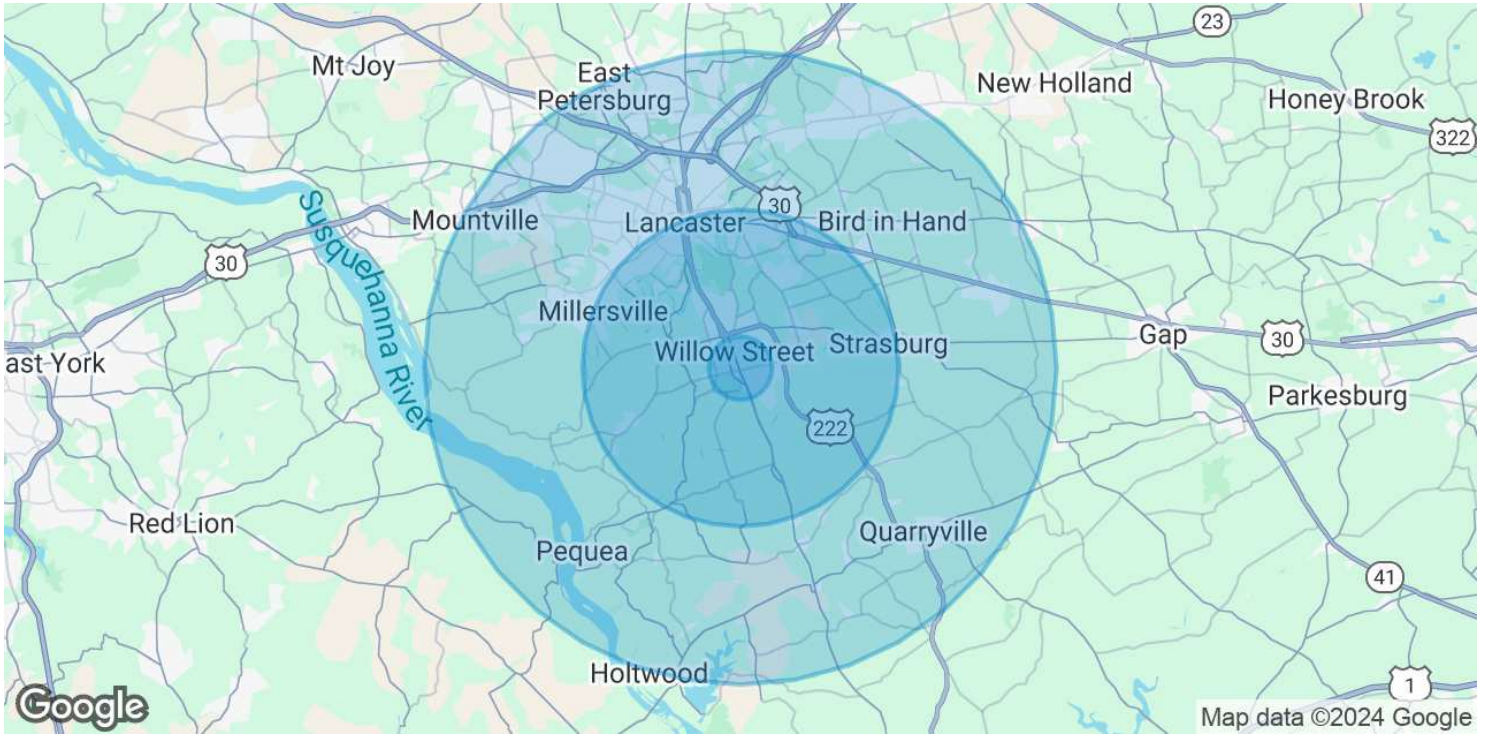 23
Mt Joy
East
Petersburg
New Holland
Honey Brook
322
Susquehanna River
Mountville
Lancaster
30
Bird in Hand
30
Millersville
Willow Street
Strasburg
Gap
30
ast York
Parkesburg
222
Red Lion
Pequea
Quarryville
41
Holtwood
1
Google
Map data ©2024 Google